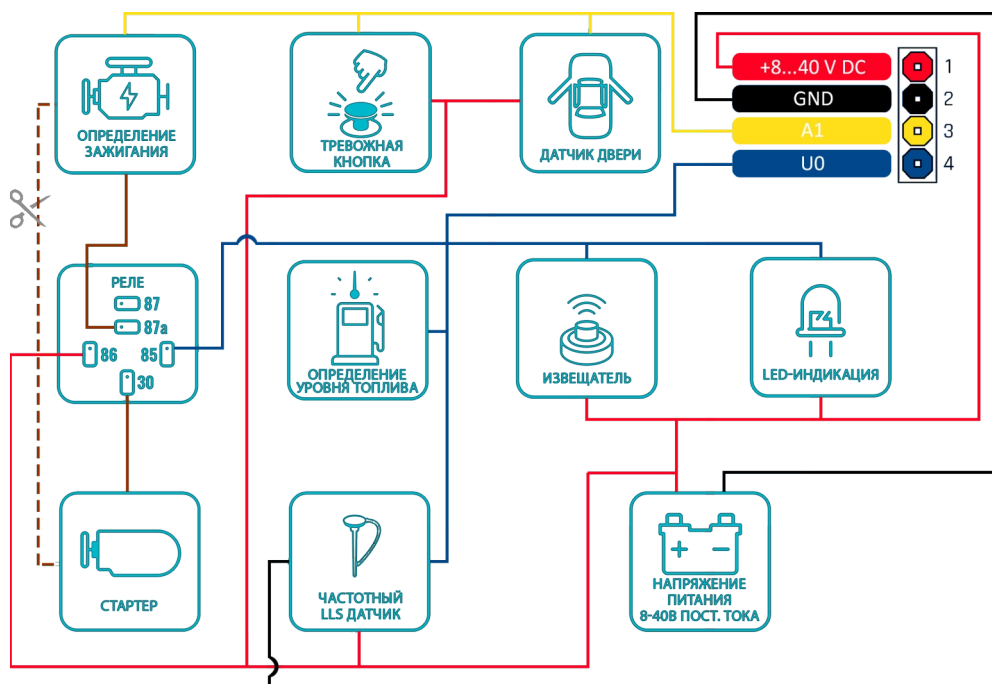 ОПРЕДЕЛЕНИЕ
ЗАЖИГАНИЯ
ТРЕВОЖНАЯ
КНОПКА
ДАТЧИК ДВЕРИ
+8...40 V DC
1
GND
2
A1
3
U0
4
РЕЛЕ
87
87a
86
85
30
ОПРЕДЕЛЕНИЕ
УРОВНЯ ТОПЛИВА
ИЗВЕЩАТЕЛЬ
LED-ИНДИКАЦИЯ
СТАРТЕР
ЧАСТОТНЫЙ
LLS ДАТЧИК
НАПРЯЖЕНИЕ
ПИТАНИЯ
8-40В ПОСТ. ТОКА